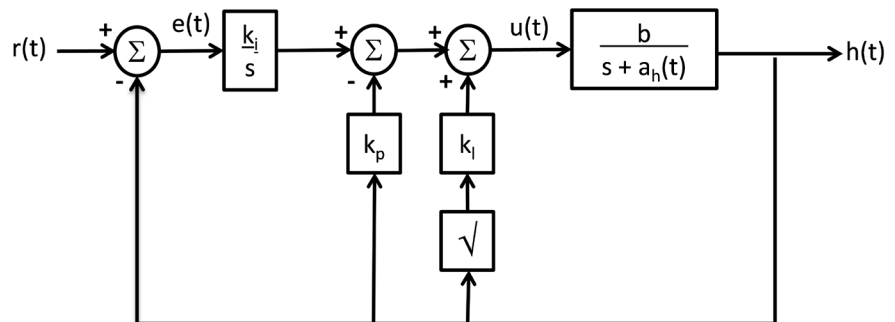 r(t)
+
-
Σ
e(t)
k_i
s
+
-
Σ
+
+
Σ
u(t)
b
s + a_h(t)
h(t)
k_p
k_l
√